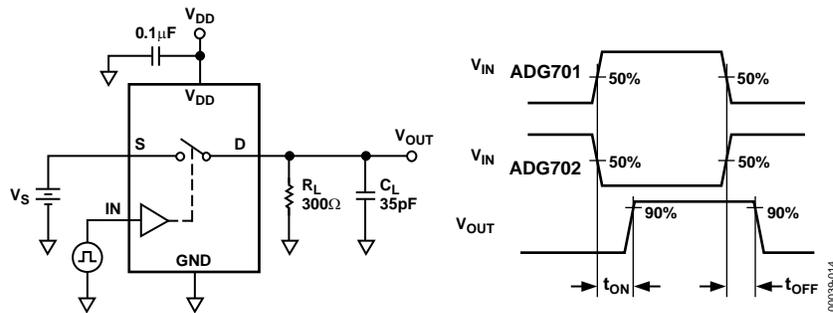 V_DD
0.1µF
V_DD
S
D
V_OUT
V_S
R_L
300Ω
C_L
35pF
IN
GND
V_IN ADG701
50%
50%
V_IN ADG702
50%
50%
V_OUT
90%
90%
t_ON
t_OFF
00039-014